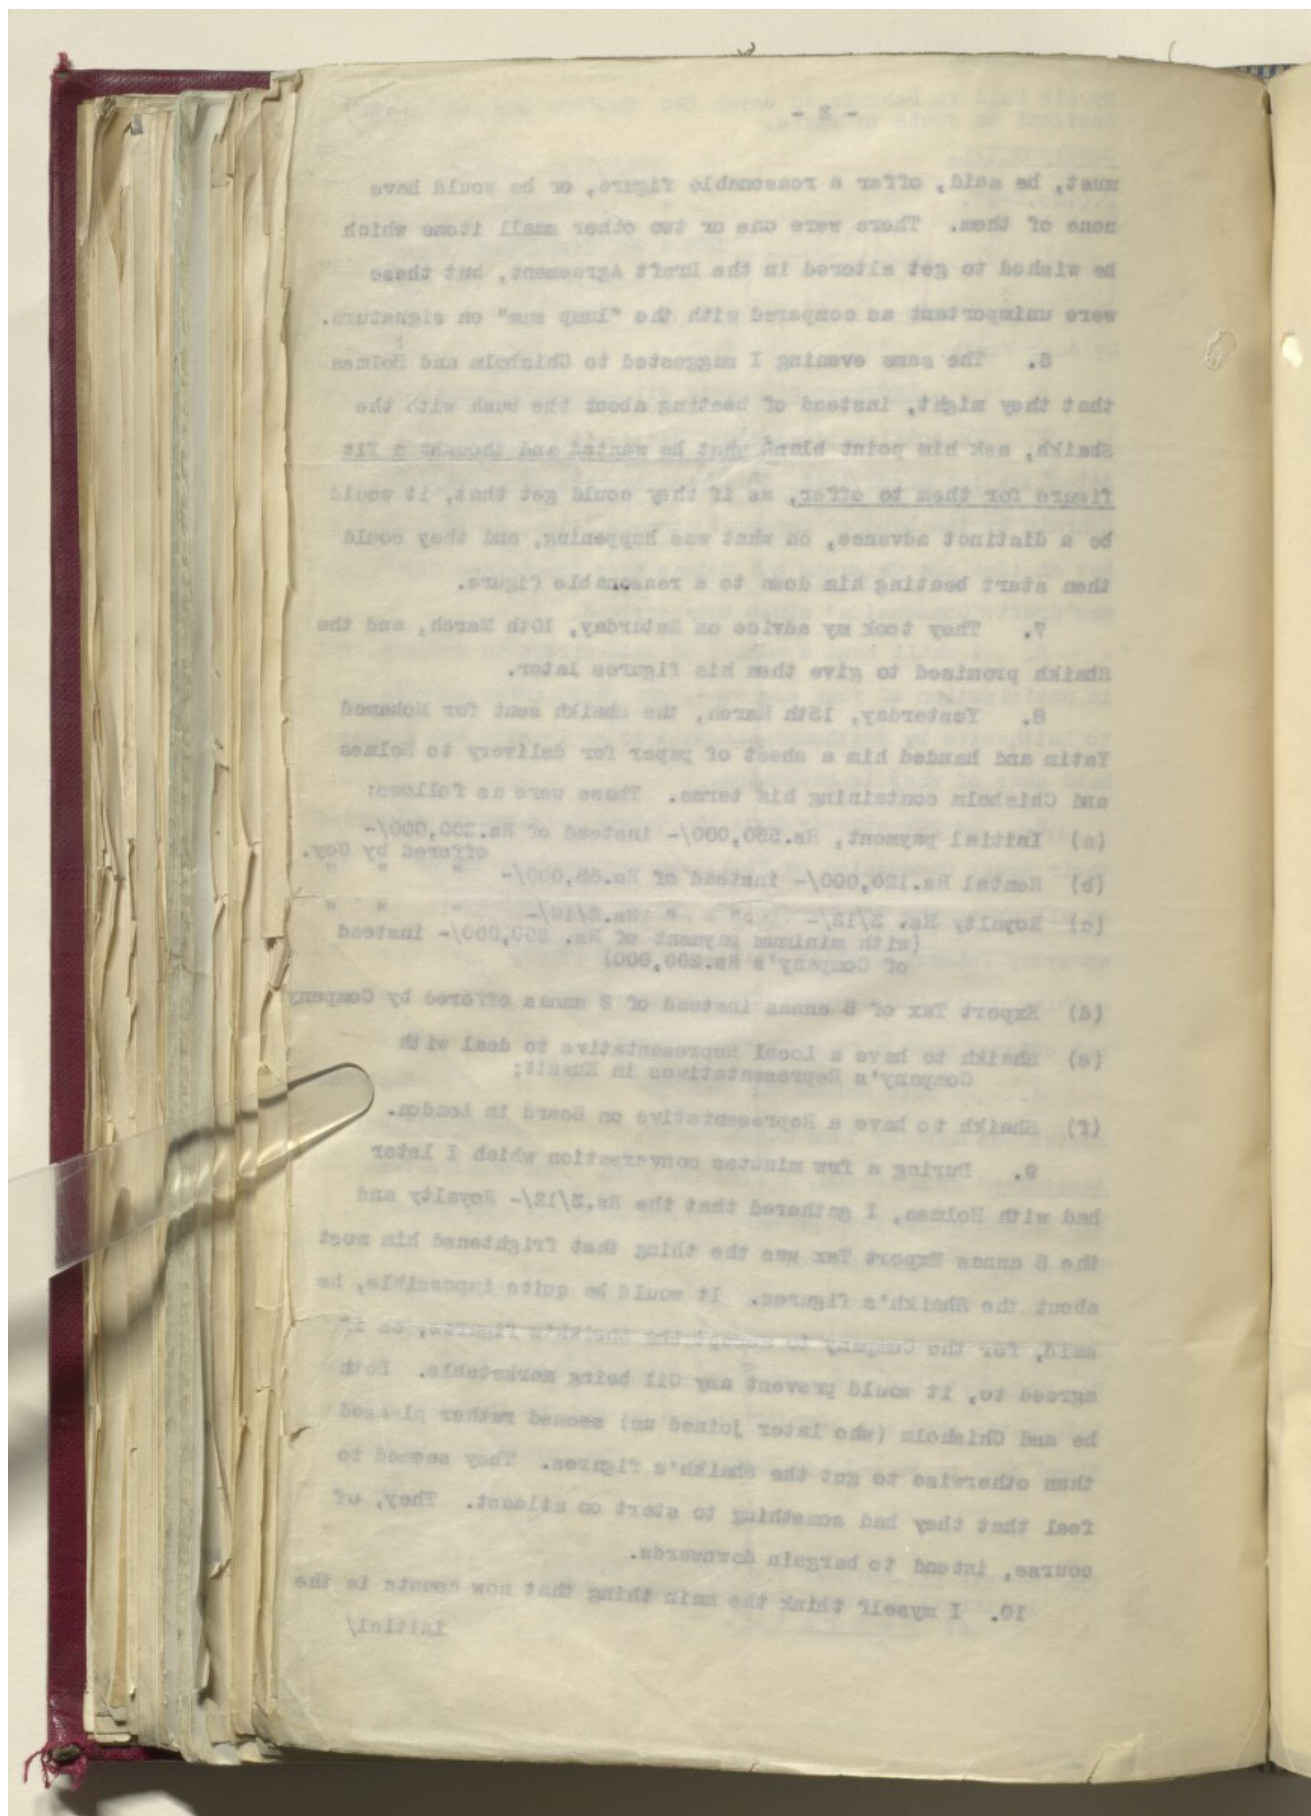 - 2 -
must, he said, offer a reasonable figure, or he would have
none of them. There were one or two other small items which
he wished to get altered in the Draft Agreement, but these
were unimportant as compared with the "lump sum" on signature.
6. The same evening I suggested to Chisholm and Holmes
that they might, instead of beating about the bush with the
Shaikh, ask him point blank what he wanted and thought a fit
figure for them to offer, as if they could get that, it would
be a distinct advance, on what was happening, and they could
then start beating him down to a reasonable figure.
7. They took my advice on Saturday, 10th March, and the
Shaikh promised to give them his figures later.
8. Yesterday, 15th March, the Shaikh sent for Mohamed
Yatim and handed him a sheet of paper for delivery to Holmes
and Chisholm containing his terms. These were as follows:
(a) Initial payment, instead of Rs.200,000/-
offered by Coy.
(b) Rental Rs.120,000/- instead of Rs.65,000/- " " "
(c) Royalty Rs. 3/12/- " " " " "
(with minimum payment of instead
of Company's Rs.200,000)
(d) Export Tax of annas instead of 2 annas offered by Company
(e) Shaikh to have a Local Representative to deal with
Company's Representatives in Kuwait;
(f) Shaikh to have a Representative on Board in London.
9. During a few minutes conversation which I later
had with Holmes, I gathered that the Rs.3/12/- Royalty and
the annas Export Tax was the thing that frightened him most
about the Shaikh's figures. It would be quite impossible, he
said, for the Company to accept the Shaikh's figures, as if
agreed to, it would prevent any Oil being marketable. Both
he and Chisholm (who later joined us) seemed rather pleased
than otherwise to get the Shaikh's figures. They seemed to
feel that they had something to start on atleast. They, of
course, intend to bargain downwards.
10. I myself think the main thing that now counts is the
initial/